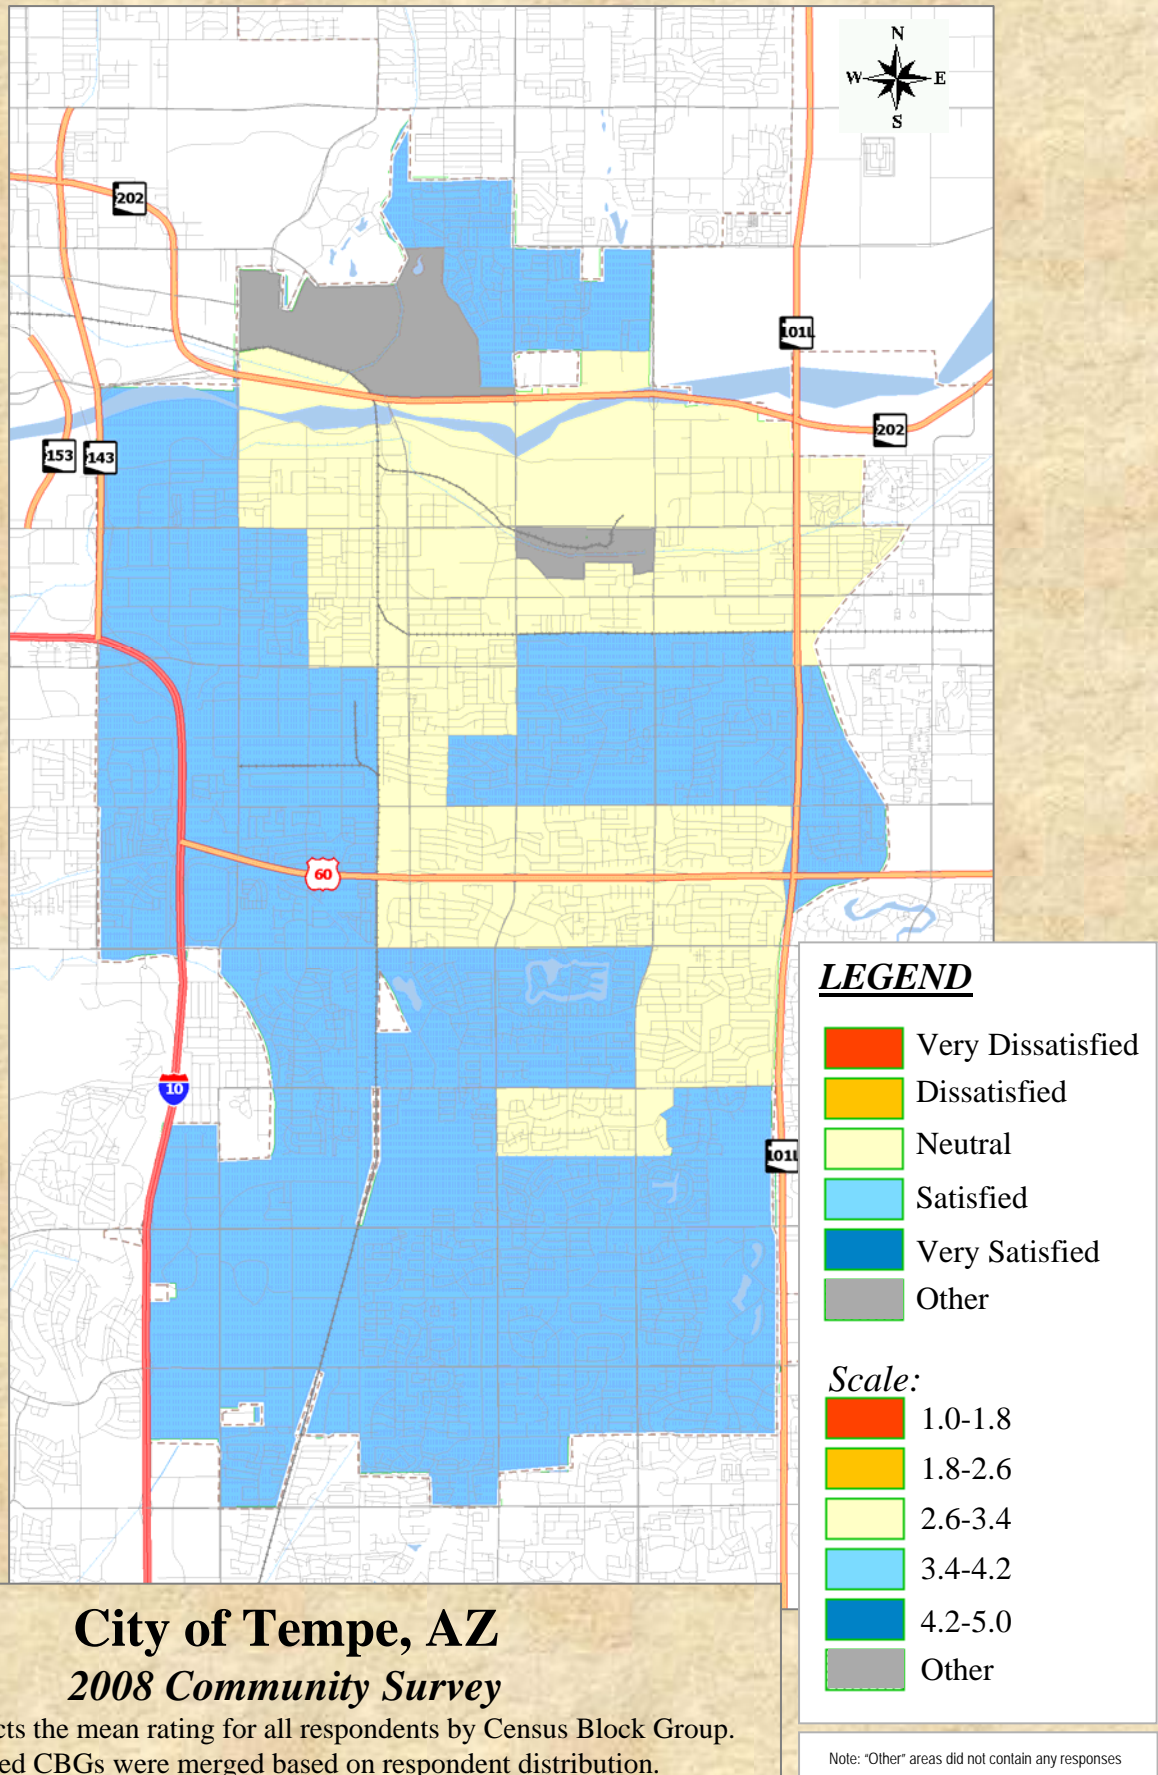 N
W E
S
202
101L
202
153 143
60
10
101L
LEGEND
Very Dissatisfied
Dissatisfied
Neutral
Satisfied
Very Satisfied
Other
Scale:
1.0-1.8
1.8-2.6
2.6-3.4
3.4-4.2
4.2-5.0
Other
City of Tempe, AZ
2008 Community Survey
cts the mean rating for all respondents by Census Block Group.
ed CBGs were merged based on respondent distribution.
Note: "Other" areas did not contain any responses